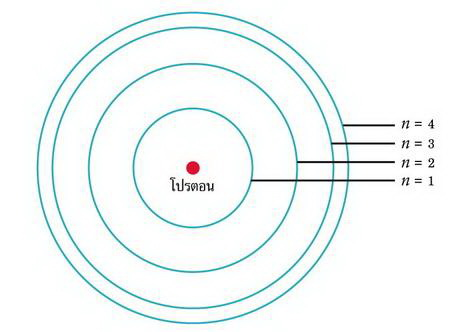 n = 4
n = 3
n = 2
n = 1
โปรตอน